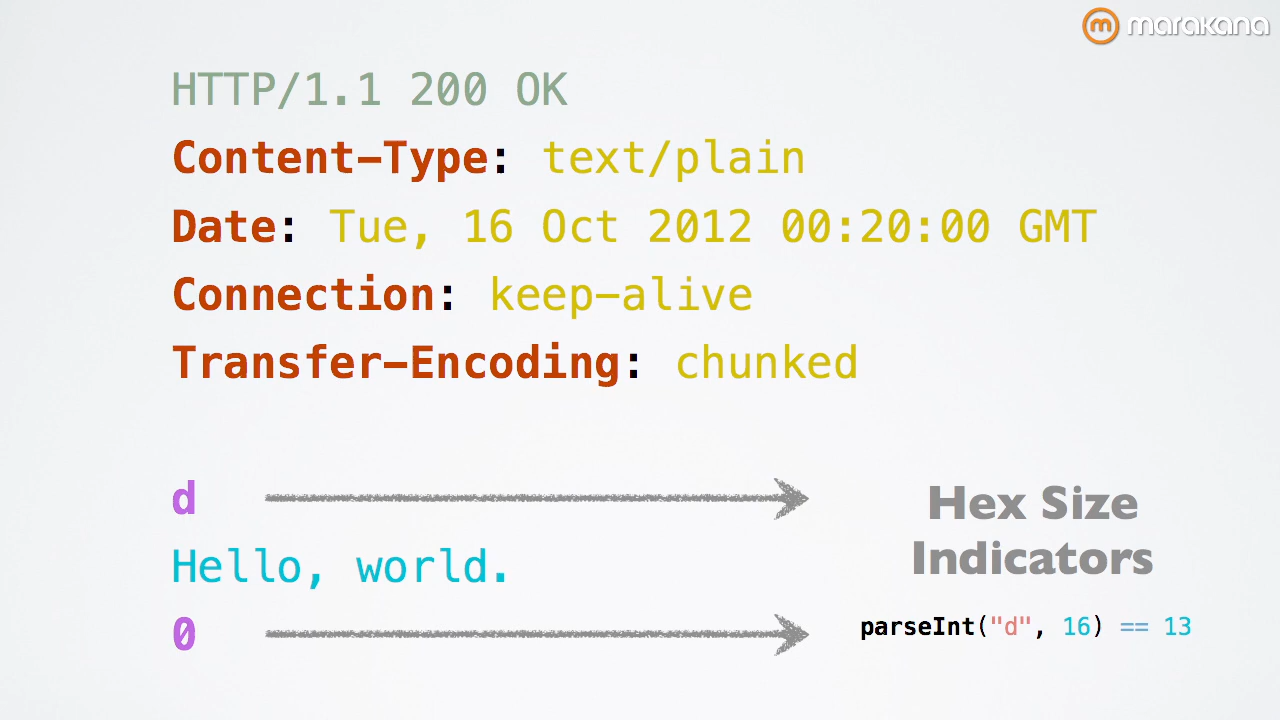 marakana
HTTP/1.1 200 OK
Content-Type: text/plain
Date: Tue, 16 Oct 2012 00:20:00 GMT
Connection: keep-alive
Transfer-Encoding: chunked
d
Hello, world.
0
Hex Size
Indicators
parseInt("d", 16) == 13